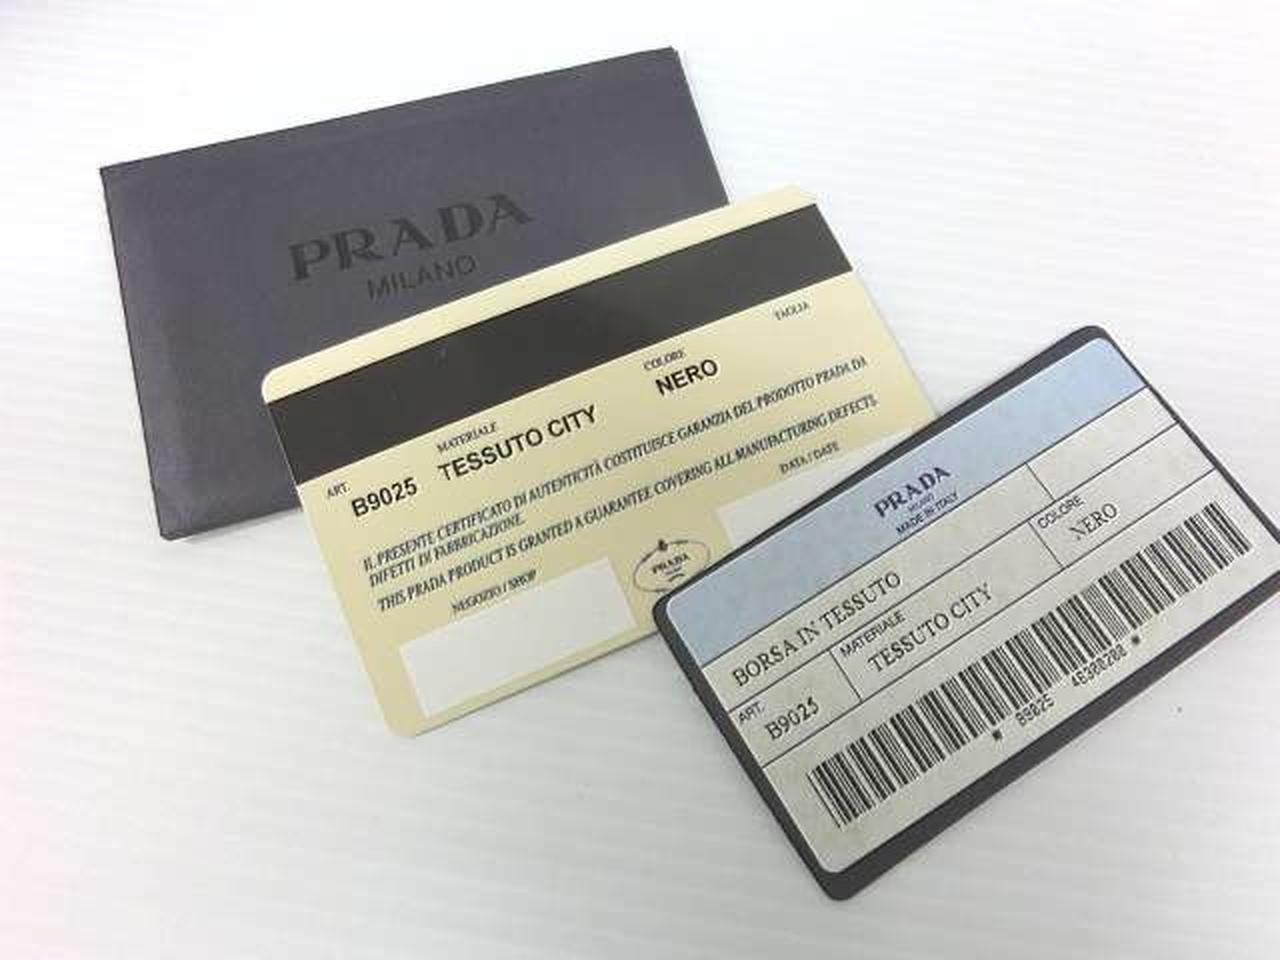 PRADA
MILANO
TAGLIA
COLORE
NERO
MATERIALE
TESSUTO CITY
ART.
B9025
IL PRESENTE CERTIFICATO DI AUTENTICITÀ COSTITUISCE GARANZIA DEL PRODOTTO PRADA DA
DIFETTI DI FABBRICAZIONE.
THIS PRADA PRODUCT IS GRANTED A GUARANTEE COVERING ALL MANUFACTURING DEFECTS.
DATA / DATE
NEGOZIO / SHOP
PRADA
PRADA
MILANO
MADE IN ITALY
BORSA IN TESSUTO
COLORE
NERO
MATERIALE
TESSUTO CITY
ART.
B9025